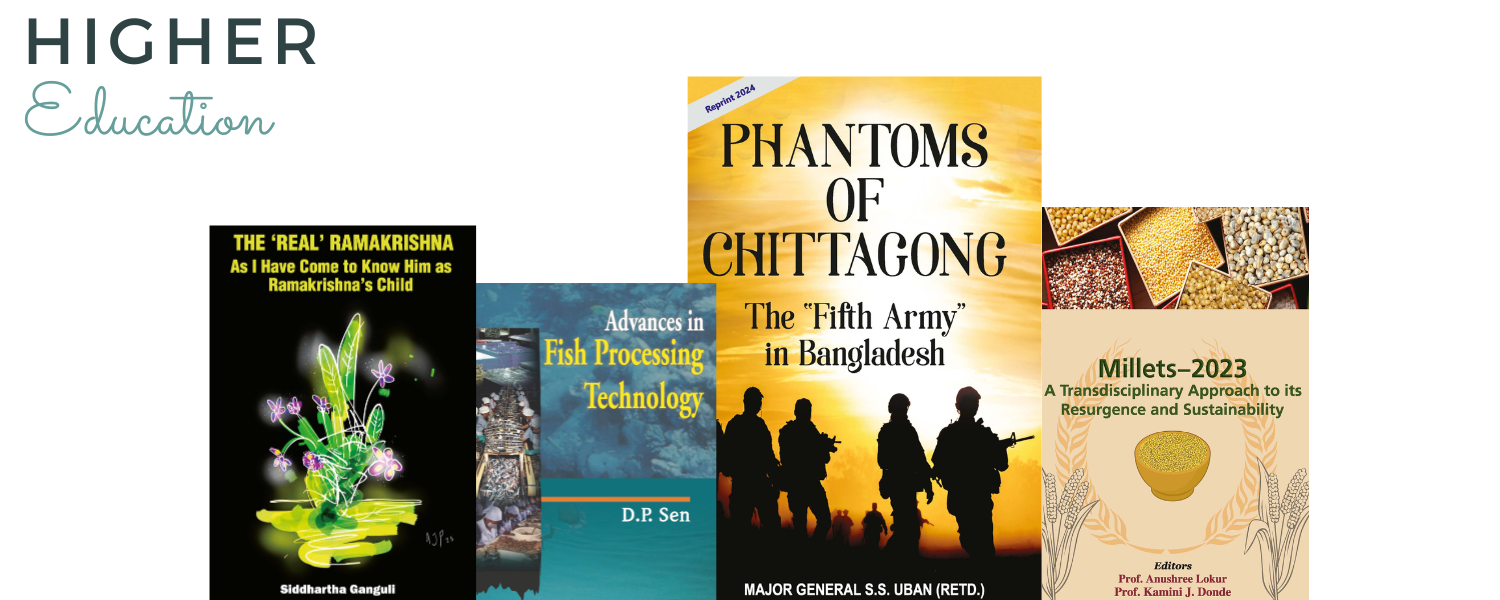 HIGHER
Education
THE ‘REAL’ RAMAKRISHNA
As I Have Come to Know Him as
Ramakrishna’s Child
Siddhartha Ganguli
Advances in
Fish Processing
Technology
D.P. Sen
Reprint 2024
PHANTOMS
OF
CHITTAGONG
The “Fifth Army”
in Bangladesh
MAJOR GENERAL S.S. UBAN (RETD.)
Millets–2023
A Transdisciplinary Approach to its
Resurgence and Sustainability
Editors
Prof. Anushree Lokur
Prof. Kamini J. Donde